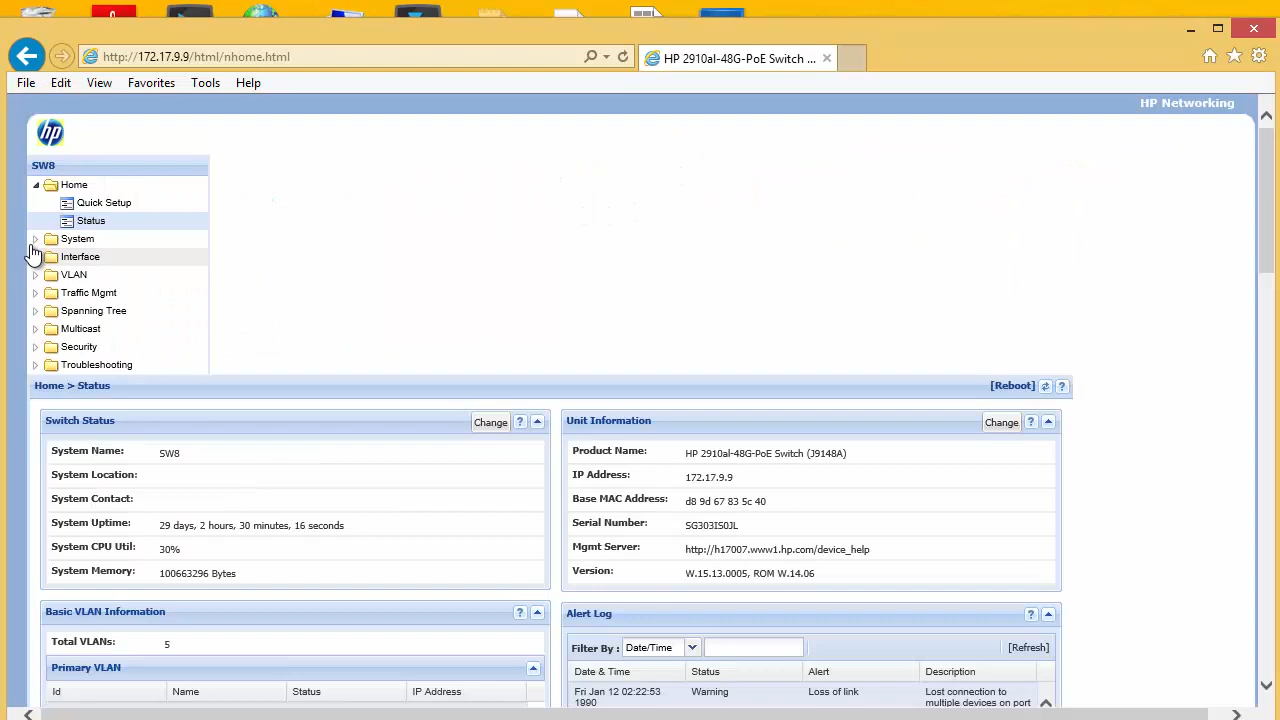 http://172.17.9.9/html/nhome.html
HP 2910al-48G-PoE Switch ...
File Edit View Favorites Tools Help
HP Networking
hp
SW8
Home
Quick Setup
Status
System
Interface
VLAN
Traffic Mgmt
Spanning Tree
Multicast
Security
Troubleshooting
Home > Status [Reboot] ?
Switch Status Change ?
System Name: SW8
System Location:
System Contact:
System Uptime: 29 days, 2 hours, 30 minutes, 16 seconds
System CPU Util: 30%
System Memory: 100663296 Bytes
Unit Information Change ?
Product Name: HP 2910al-48G-PoE Switch (J9148A)
IP Address: 172.17.9.9
Base MAC Address: d8 9d 67 83 5c 40
Serial Number: SG303IS0JL
Mgmt Server: http://h17007.www1.hp.com/device_help
Version: W.15.13.0005, ROM W.14.06
Basic VLAN Information ?
Total VLANs: 5
Primary VLAN
Id Name Status IP Address
Alert Log ?
Filter By : Date/Time [Refresh]
Date & Time Status Alert Description
Fri Jan 12 02:22:53 Warning Loss of link Lost connection to
1990 multiple devices on port